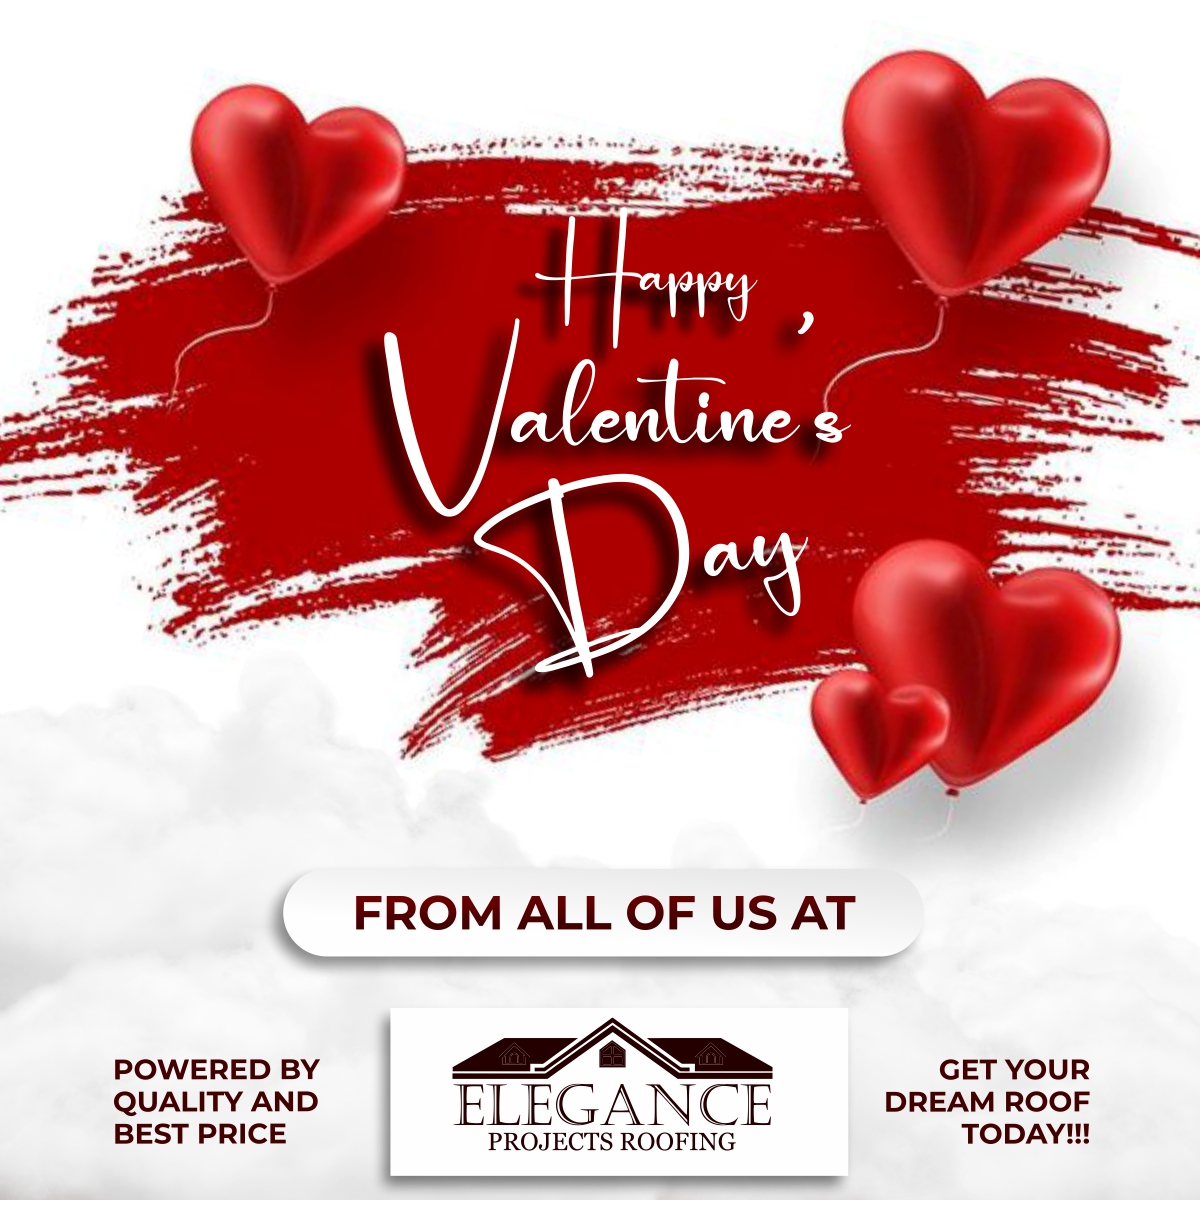 Happy
Valentine's
Day
FROM ALL OF US AT
POWERED BY
QUALITY AND
BEST PRICE
ELEGANCE
PROJECTS ROOFING
GET YOUR
DREAM ROOF
TODAY!!!